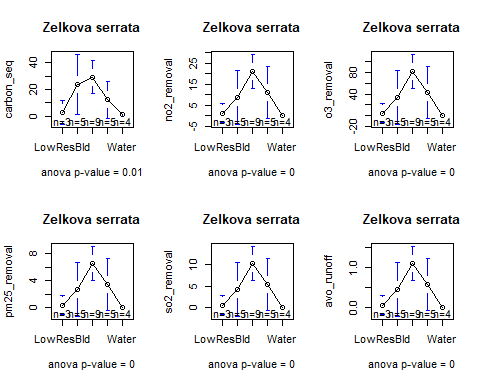 Zelkova serrata
carbon_seq
0 20 40
n=3 n=5 n=9 n=5 n=4
LowResBld Water
anova p-value = 0.01
Zelkova serrata
no2_removal
-5 5 15 25
n=3 n=5 n=9 n=5 n=4
LowResBld Water
anova p-value = 0
Zelkova serrata
o3_removal
-20 20 80
n=3 n=5 n=9 n=5 n=4
LowResBld Water
anova p-value = 0
Zelkova serrata
pm25_removal
0 4 8
n=3 n=5 n=9 n=5 n=4
LowResBld Water
anova p-value = 0
Zelkova serrata
so2_removal
0 5 10
n=3 n=5 n=9 n=5 n=4
LowResBld Water
anova p-value = 0
Zelkova serrata
avo_runoff
0.0 1.0
n=3 n=5 n=9 n=5 n=4
LowResBld Water
anova p-value = 0